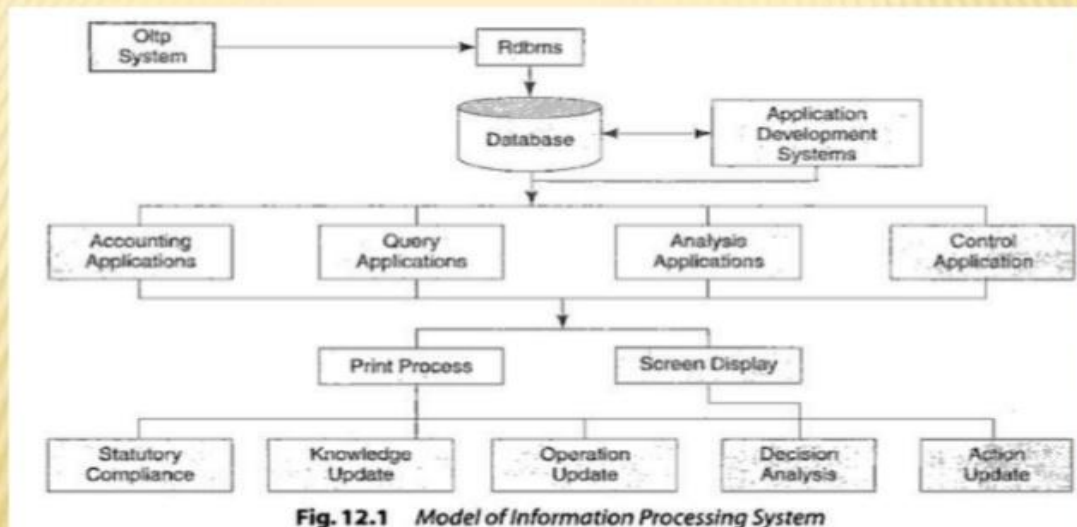 Oltp
System
Rdbms
Database
Application
Development
Systems
Accounting
Applications
Query
Applications
Analysis
Applications
Control
Application
Print Process
Screen Display
Statutory
Compliance
Knowledge
Update
Operation
Update
Decision
Analysis
Action
Update
Fig. 12.1 Model of Information Processing System